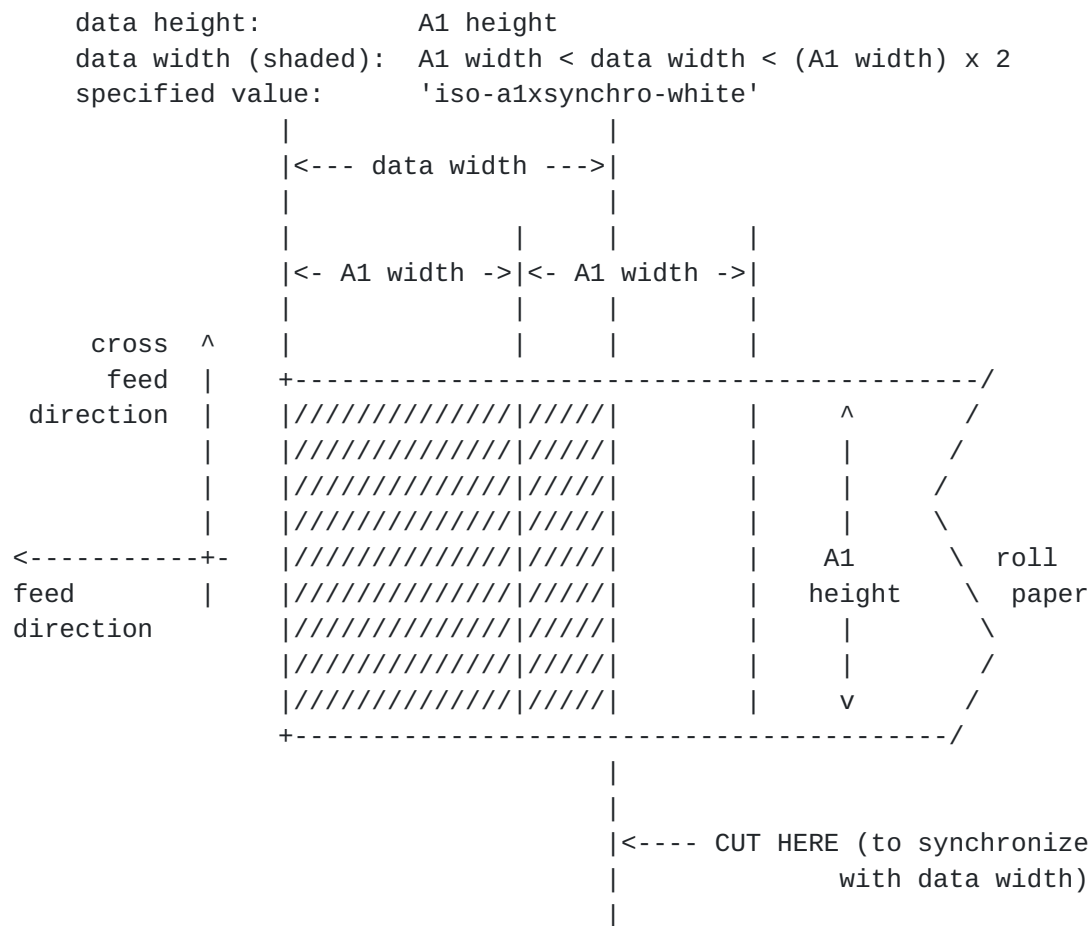 data height:          A1 height
data width (shaded):  A1 width < data width < (A1 width) x 2
specified value:      'iso-a1xsynchro-white'
<--- data width --->
<- A1 width -> <- A1 width ->
cross
feed
direction
A1 roll
feed height paper
direction
<---- CUT HERE (to synchronize
with data width)